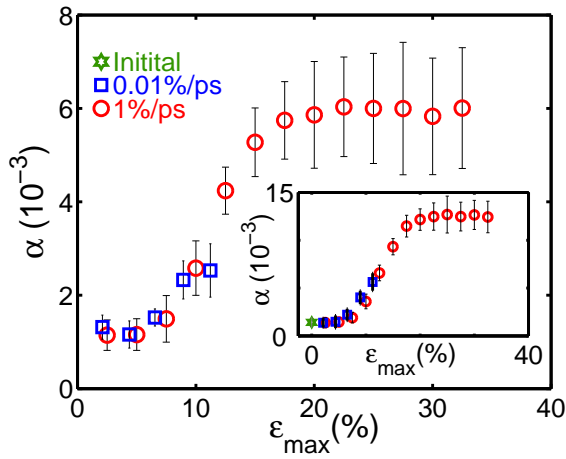 8
Initital
0.01%/ps
1%/ps
6
α (10⁻³)
4
15
α (10⁻³)
2
0
0
40
ε_max(%)
0
0
10
20
30
40
ε_max(%)